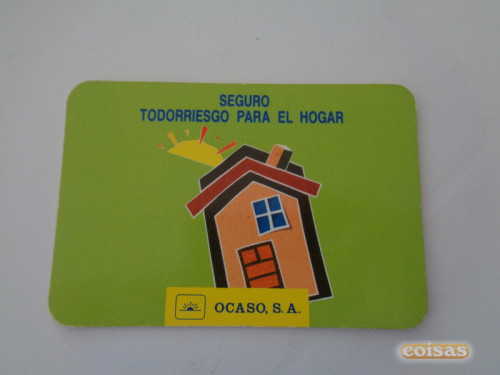 SEGURO
TODORRIESGO PARA EL HOGAR
OCASO, S.A.
coisas